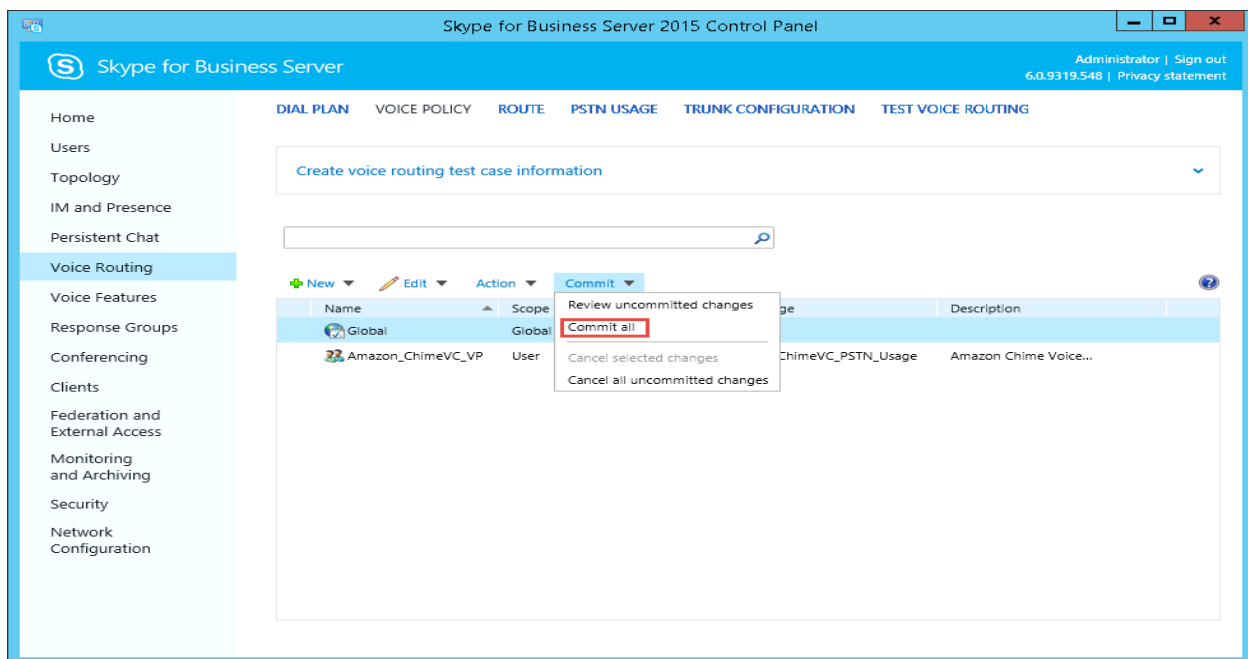 Skype for Business Server 2015 Control Panel
Skype for Business Server
Administrator | Sign out
6.0.9319.548 | Privacy statement
Home
Users
Topology
IM and Presence
Persistent Chat
Voice Routing
Voice Features
Response Groups
Conferencing
Clients
Federation and
External Access
Monitoring
and Archiving
Security
Network
Configuration
DIAL PLAN VOICE POLICY ROUTE PSTN USAGE TRUNK CONFIGURATION TEST VOICE ROUTING
Create voice routing test case information
New Edit Action Commit
Name Scope ge Description
Global Global
Amazon_ChimeVC_VP User ChimeVC_PSTN_Usage Amazon Chime Voice...
Review uncommitted changes
Commit all
Cancel selected changes
Cancel all uncommitted changes